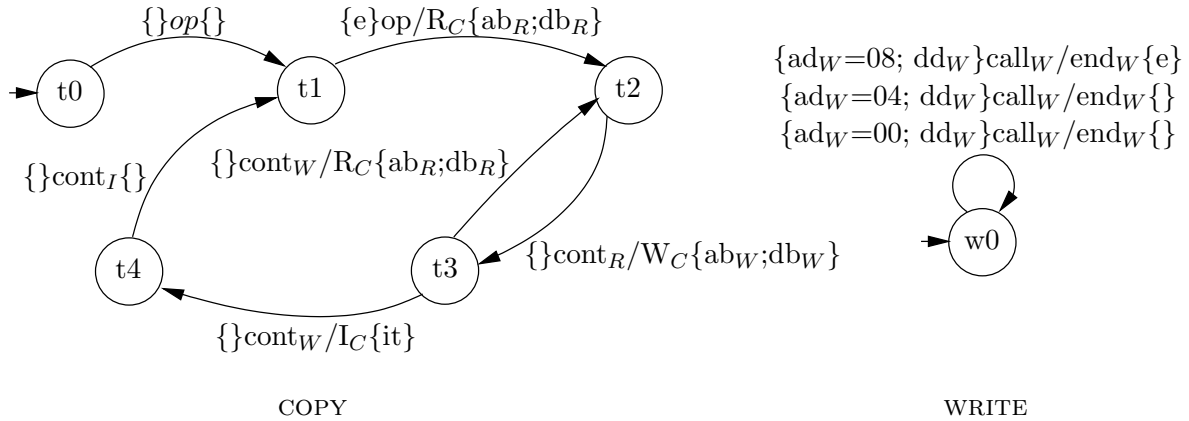 {}op{}
{e}op/R_C{ab_R;db_R}
{ad_W=08; dd_W}call_W/end_W{e}
{ad_W=04; dd_W}call_W/end_W{}
{ad_W=00; dd_W}call_W/end_W{}
t0
t1
t2
{}cont_I{}
{}cont_W/R_C{ab_R;db_R}
t4
t3
{}cont_R/W_C{ab_W;db_W}
w0
{}cont_W/I_C{it}
COPY
WRITE